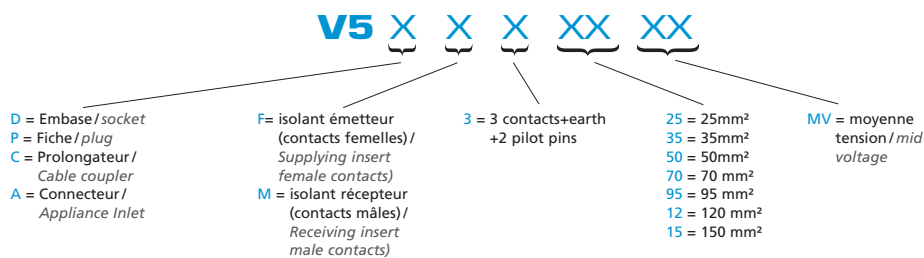 V5 X X X XX XX
D = Embase/socket
P = Fiche/plug
C = Prolongateur/
Cable coupler
A = Connecteur/
Appliance Inlet
F= isolant émetteur
(contacts femelles)/
Supplying insert
female contacts)
M = isolant récepteur
(contacts mâles)/
Receiving insert
male contacts)
3 = 3 contacts+earth
+2 pilot pins
25 = 25mm²
35 = 35mm²
50 = 50mm²
70 = 70 mm²
95 = 95 mm²
12 = 120 mm²
15 = 150 mm²
MV = moyenne
tension/mid
voltage